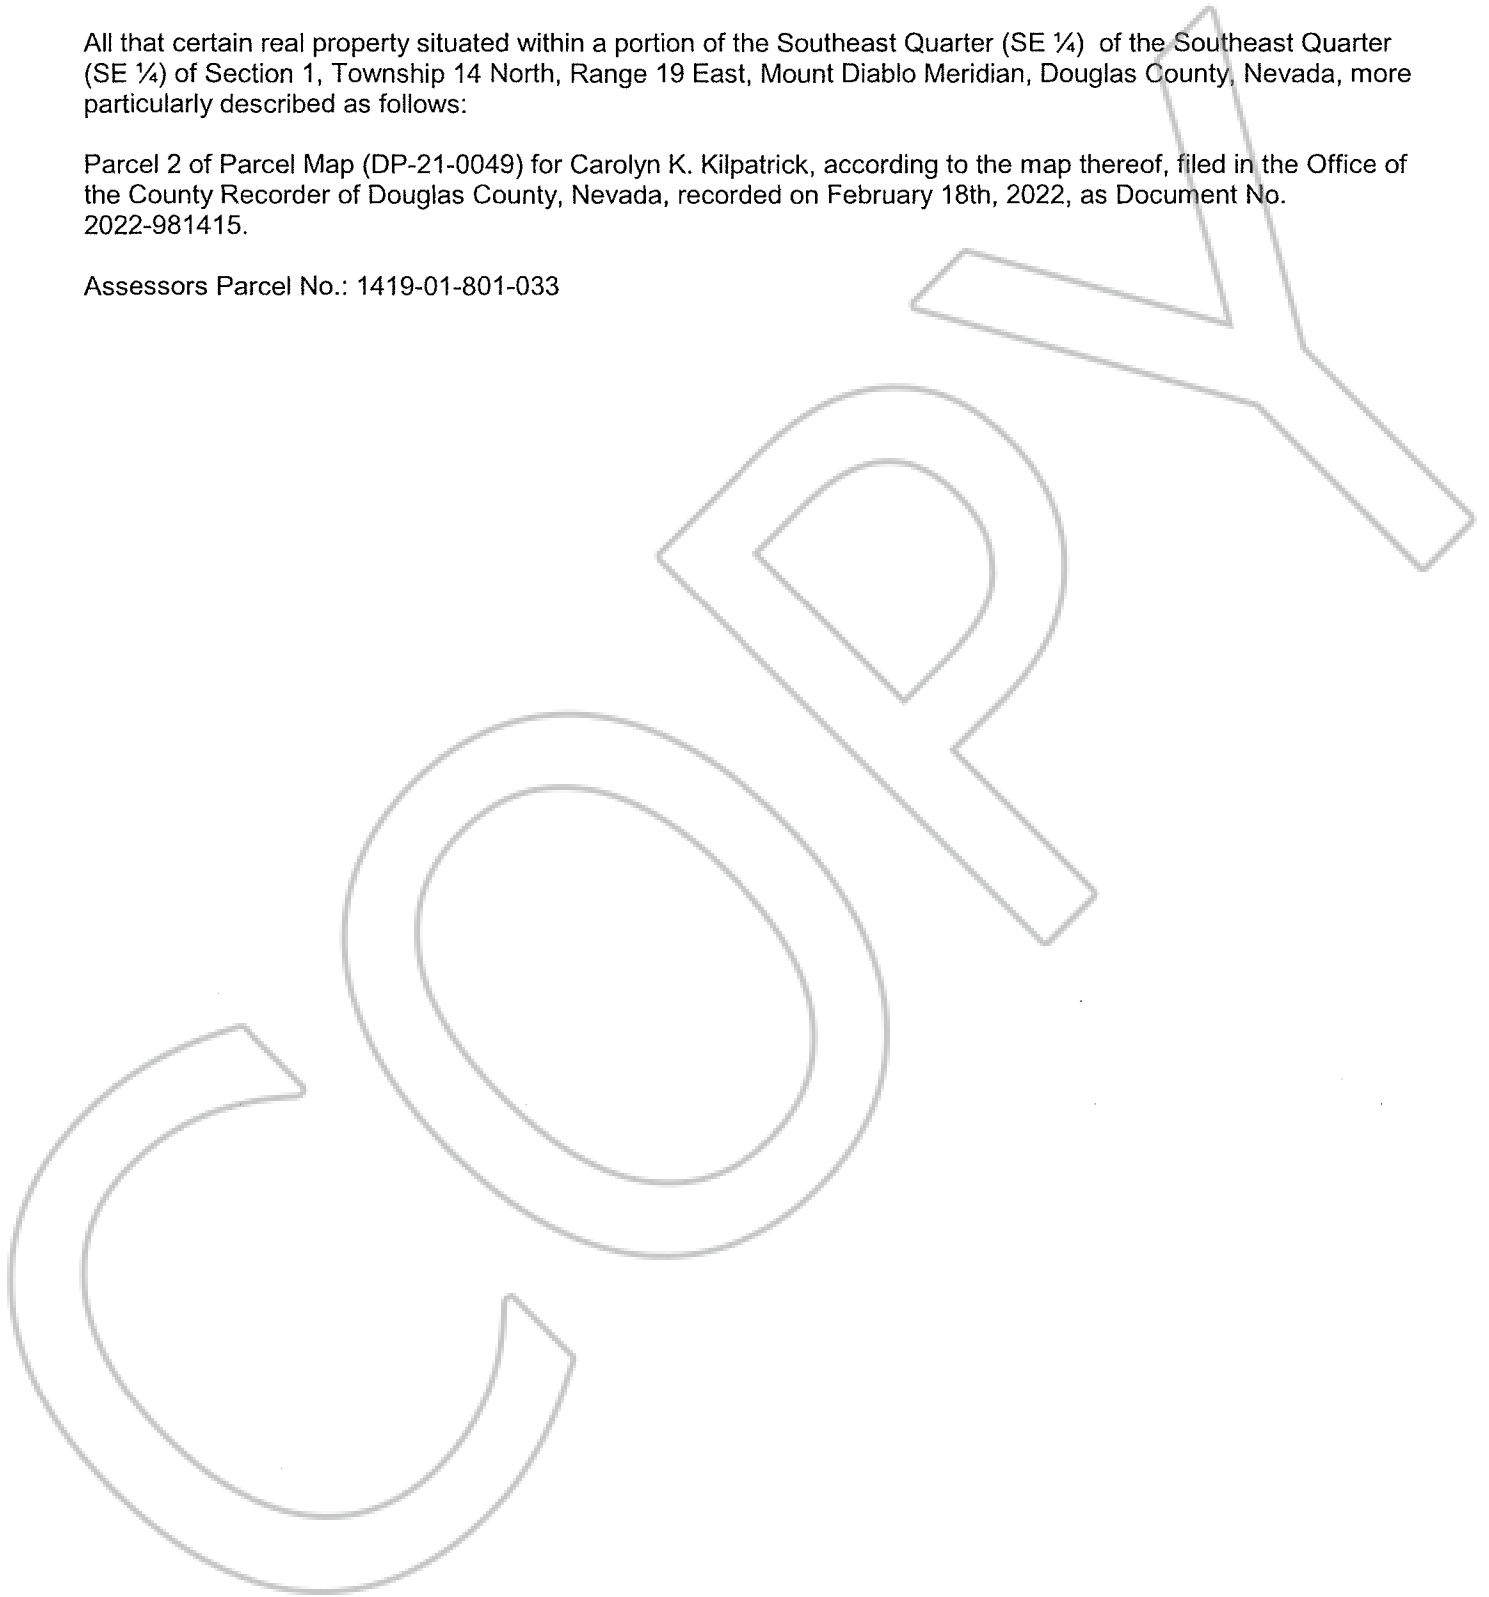 All that certain real property situated within a portion of the Southeast Quarter (SE ¼)  of the Southeast Quarter
(SE ¼) of Section 1, Township 14 North, Range 19 East, Mount Diablo Meridian, Douglas County, Nevada, more
particularly described as follows:
Parcel 2 of Parcel Map (DP-21-0049) for Carolyn K. Kilpatrick, according to the map thereof, filed in the Office of
the County Recorder of Douglas County, Nevada, recorded on February 18th, 2022, as Document No.
2022-981415.
Assessors Parcel No.: 1419-01-801-033
COPY